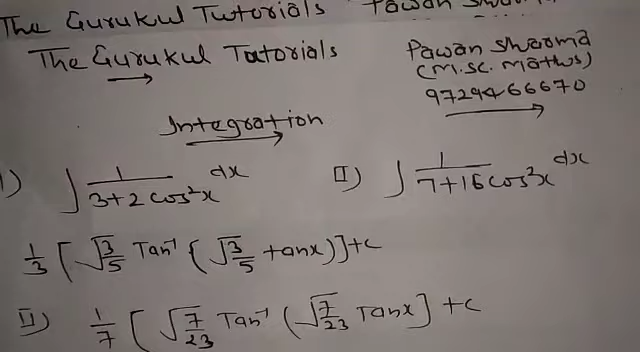 The Gurukul Tutorials Pawan Sharma
The Gurukul Tutorials
Pawan Sharma
(M.Sc. Maths)
9729466670
Integration
I) ∫ 1/(3+2cos²x) dx II) ∫ 1/(7+16cos²x) dx
1/3 [√(3/5) Tan⁻¹ {√(3/5) tanx)]+c
II) 1/7 [√(7/23) Tan⁻¹ (√(7/23) Tanx] +c